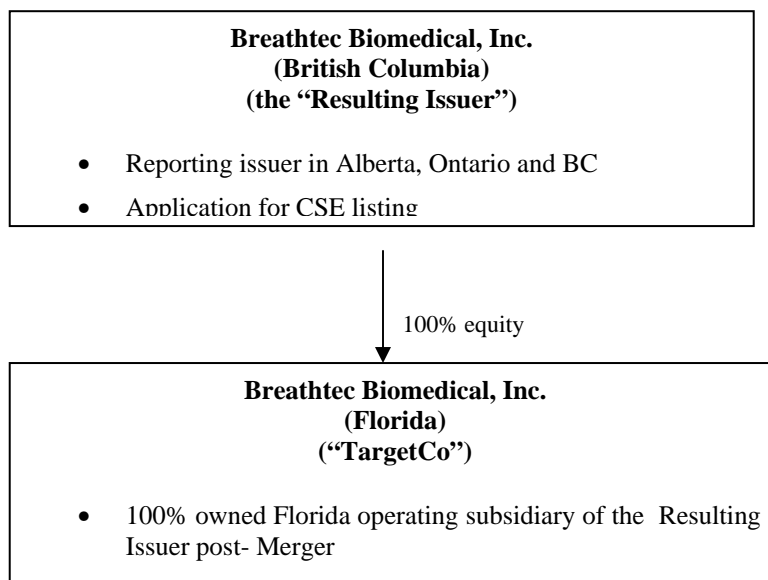 Breathtec Biomedical, Inc.
(British Columbia)
(the “Resulting Issuer”)
• Reporting issuer in Alberta, Ontario and BC
• Application for CSE listing
100% equity
Breathtec Biomedical, Inc.
(Florida)
(“TargetCo”)
• 100% owned Florida operating subsidiary of the Resulting
Issuer post- Merger